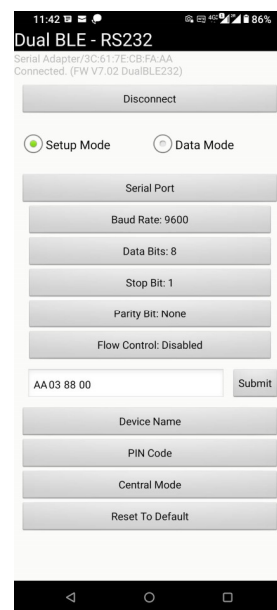 11:42 86%
Dual BLE - RS232
Serial Adapter/3C:61:7E:CB:FA:AA
Connected. (FW V7.02 DualBLE232)
Disconnect
Setup Mode Data Mode
Serial Port
Baud Rate: 9600
Data Bits: 8
Stop Bit: 1
Parity Bit: None
Flow Control: Disabled
AA 03 88 00 Submit
Device Name
PIN Code
Central Mode
Reset To Default